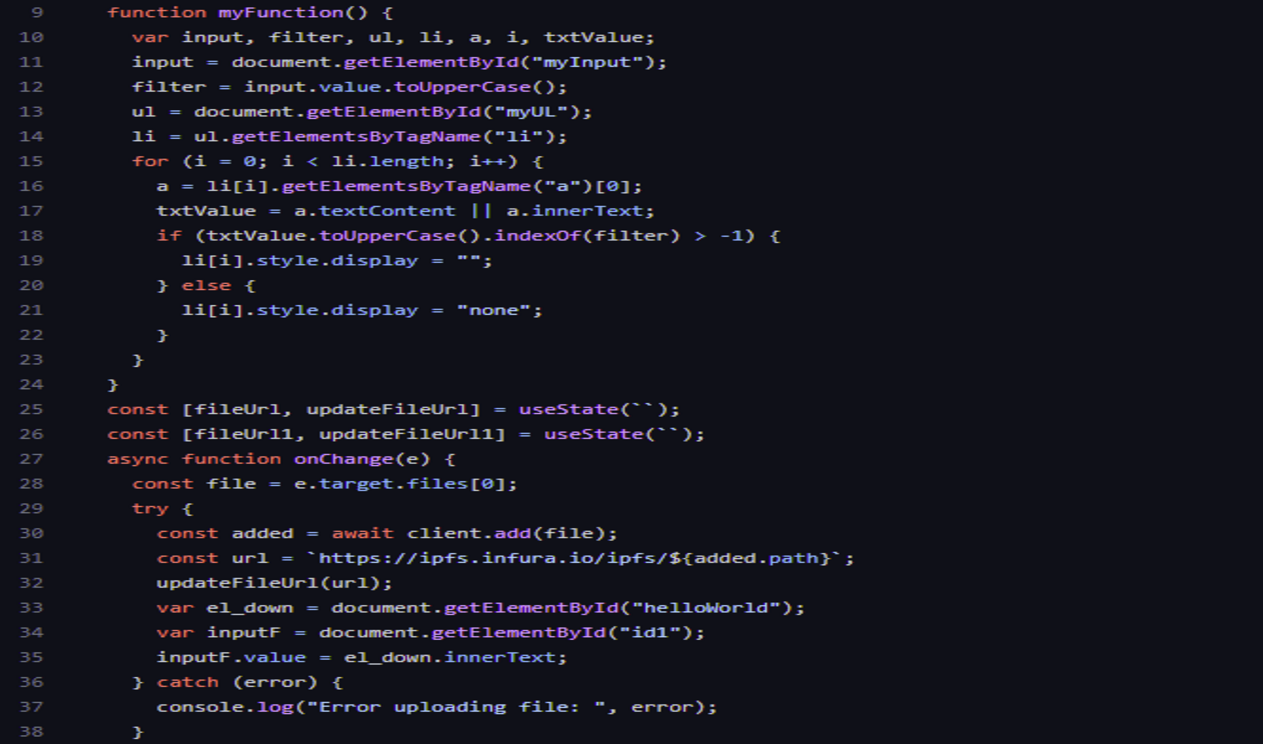 9 function myFunction() {
10 var input, filter, ul, li, a, i, txtValue;
11 input = document.getElementById("myInput");
12 filter = input.value.toUpperCase();
13 ul = document.getElementById("myUL");
14 li = ul.getElementsByTagName("li");
15 for (i = 0; i < li.length; i++) {
16 a = li[i].getElementsByTagName("a")[0];
17 txtValue = a.textContent || a.innerText;
18 if (txtValue.toUpperCase().indexOf(filter) > -1) {
19 li[i].style.display = "";
20 } else {
21 li[i].style.display = "none";
22 }
23 }
24 }
25 const [fileUrl, updateFileUrl] = useState(``);
26 const [fileUrl1, updateFileUrl1] = useState(``);
27 async function onChange(e) {
28 const file = e.target.files[0];
29 try {
30 const added = await client.add(file);
31 const url = `https://ipfs.infura.io/ipfs/${added.path}`;
32 updateFileUrl(url);
33 var el_down = document.getElementById("helloWorld");
34 var inputF = document.getElementById("id1");
35 inputF.value = el_down.innerText;
36 } catch (error) {
37 console.log("Error uploading file: ", error);
38 }